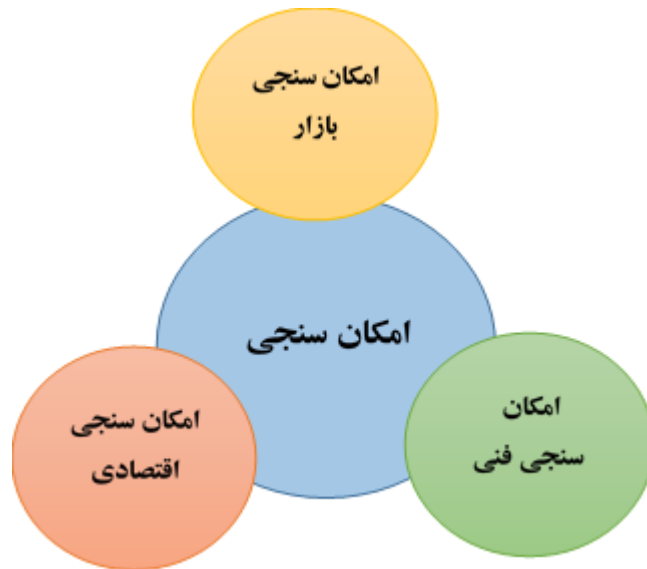 امکان سنجی
بازار
امکان سنجی
امکان
سنجی فنی
امکان سنجی
اقتصادی